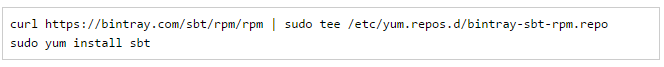 curl https://bintray.com/sbt/rpm/rpm | sudo tee /etc/yum.repos.d/bintray-sbt-rpm.repo
sudo yum install sbt